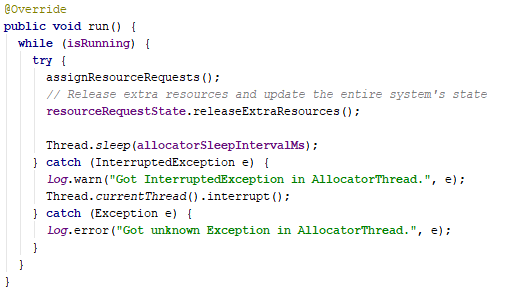 @Override
public void run() {
  while (isRunning) {
    try {
      assignResourceRequests();
      // Release extra resources and update the entire system's state
      resourceRequestState.releaseExtraResources();

      Thread.sleep(allocatorSleepIntervalMs);
    } catch (InterruptedException e) {
      log.warn("Got InterruptedException in AllocatorThread.", e);
      Thread.currentThread().interrupt();
    } catch (Exception e) {
      log.error("Got unknown Exception in AllocatorThread.", e);
    }
  }
}